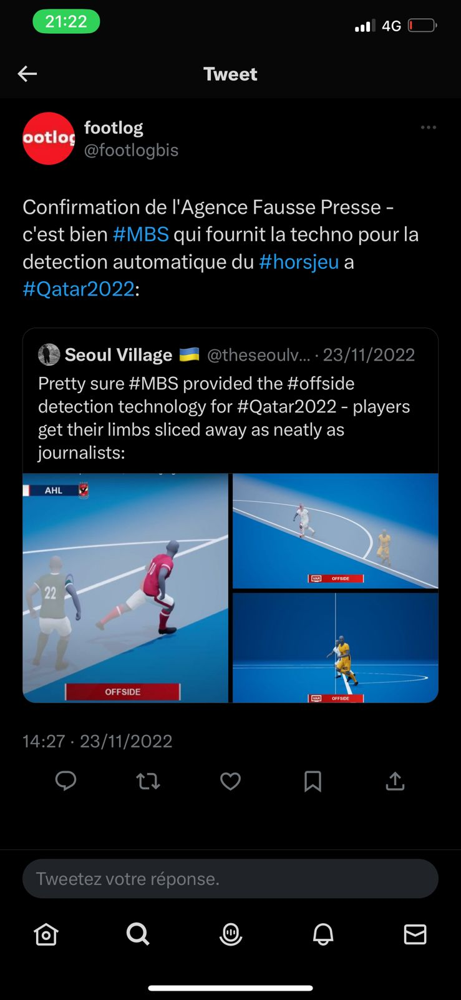 21:22
4G
Tweet
ootlog
footlog
@footlogbis
Confirmation de l'Agence Fausse Presse -
c'est bien #MBS qui fournit la techno pour la
detection automatique du #horsjeu a
#Qatar2022:
Seoul Village 🇺🇦 @theseoulv... · 23/11/2022
Pretty sure #MBS provided the #offside
detection technology for #Qatar2022 - players
get their limbs sliced away as neatly as
journalists:
AHL
22
10
OFFSIDE
VAR OFFSIDE
VAR OFFSIDE
14:27 · 23/11/2022
Tweetez votre réponse.